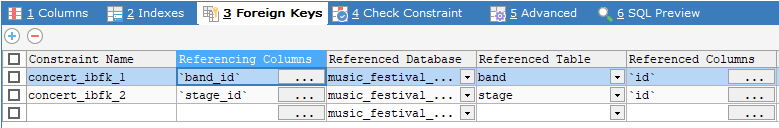 1 Columns 2 Indexes 3 Foreign Keys 4 Check Constraint 5 Advanced 6 SQL Preview
Constraint Name Referencing Columns Referenced Database Referenced Table Referenced Columns
concert_ibfk_1 `band_id` ... music_festival_... band `id` ...
concert_ibfk_2 `stage_id` ... music_festival_... stage `id` ...
... music_festival_... ...